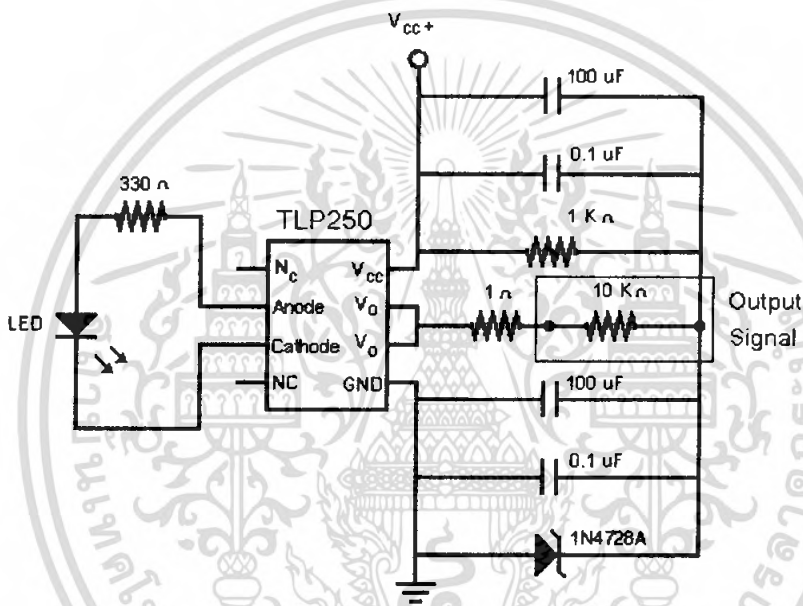 Vcc+
100 uF
0.1 uF
330 Ω
TLP250
1 KΩ
Nc
Vcc
Anode
Vo
1 Ω
10 KΩ
Output
Signal
LED
Cathode
Vo
NC
GND
100 uF
0.1 uF
1N4728A